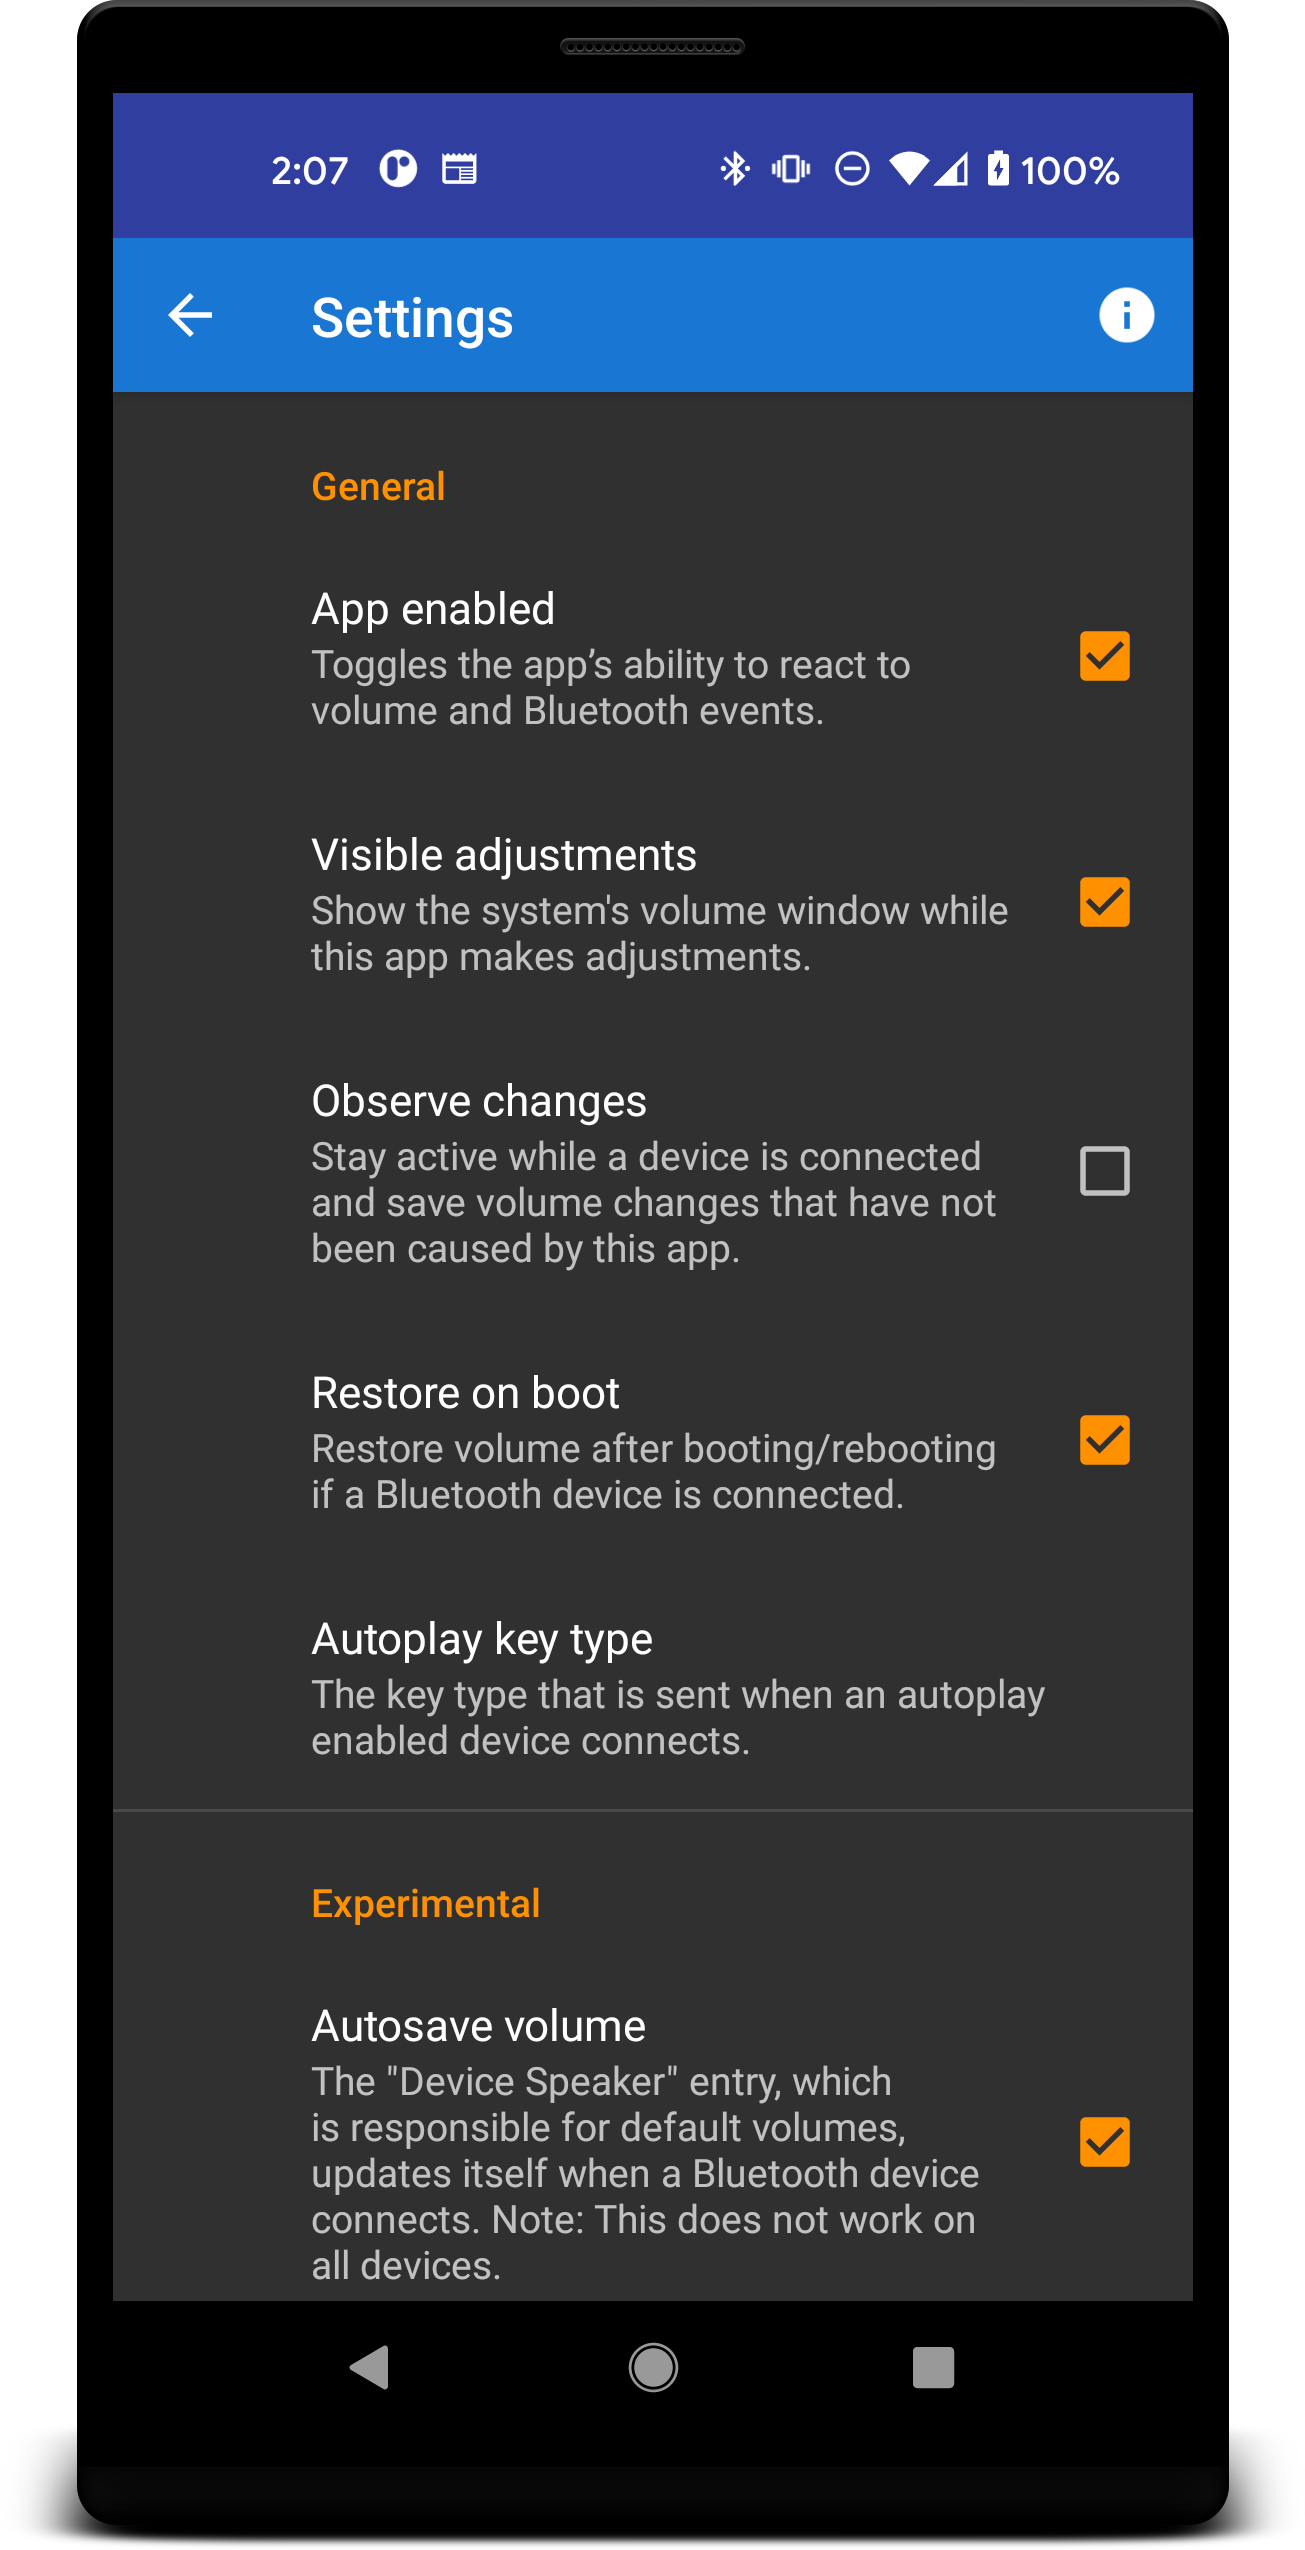 2:07
100%
Settings
General
App enabled
Toggles the app’s ability to react to
volume and Bluetooth events.
Visible adjustments
Show the system's volume window while
this app makes adjustments.
Observe changes
Stay active while a device is connected
and save volume changes that have not
been caused by this app.
Restore on boot
Restore volume after booting/rebooting
if a Bluetooth device is connected.
Autoplay key type
The key type that is sent when an autoplay
enabled device connects.
Experimental
Autosave volume
The "Device Speaker" entry, which
is responsible for default volumes,
updates itself when a Bluetooth device
connects. Note: This does not work on
all devices.